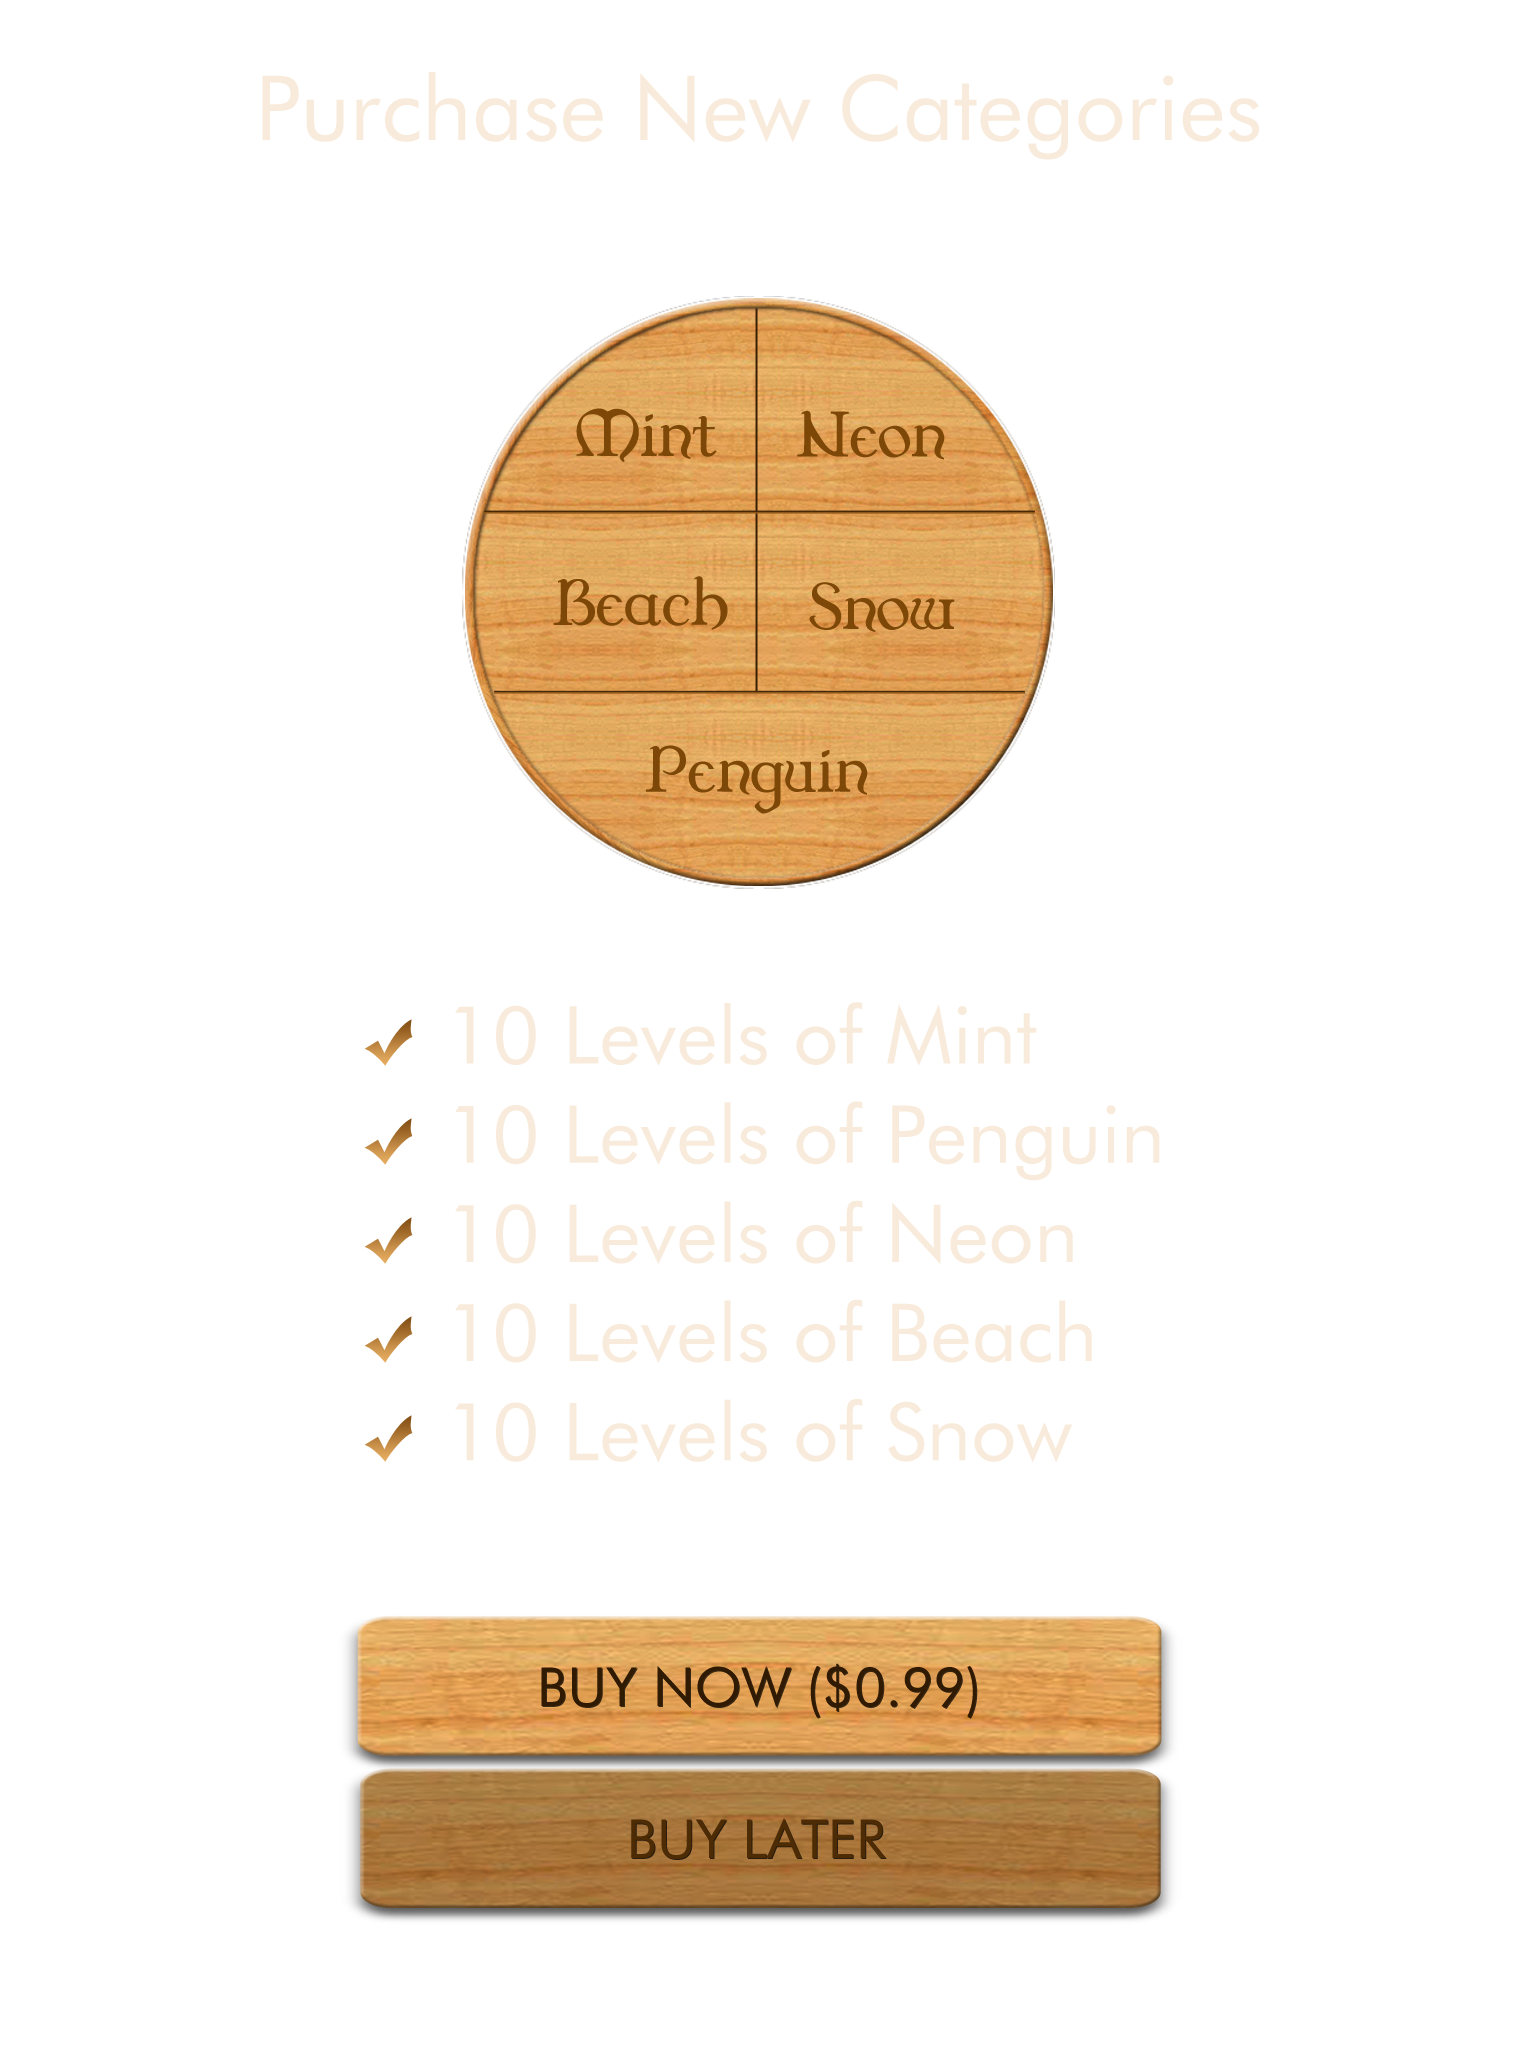 Purchase New Categories
Mint Neon
Beach Snow
Penguin
10 Levels of Mint
10 Levels of Penguin
10 Levels of Neon
10 Levels of Beach
10 Levels of Snow
BUY NOW ($0.99)
BUY LATER